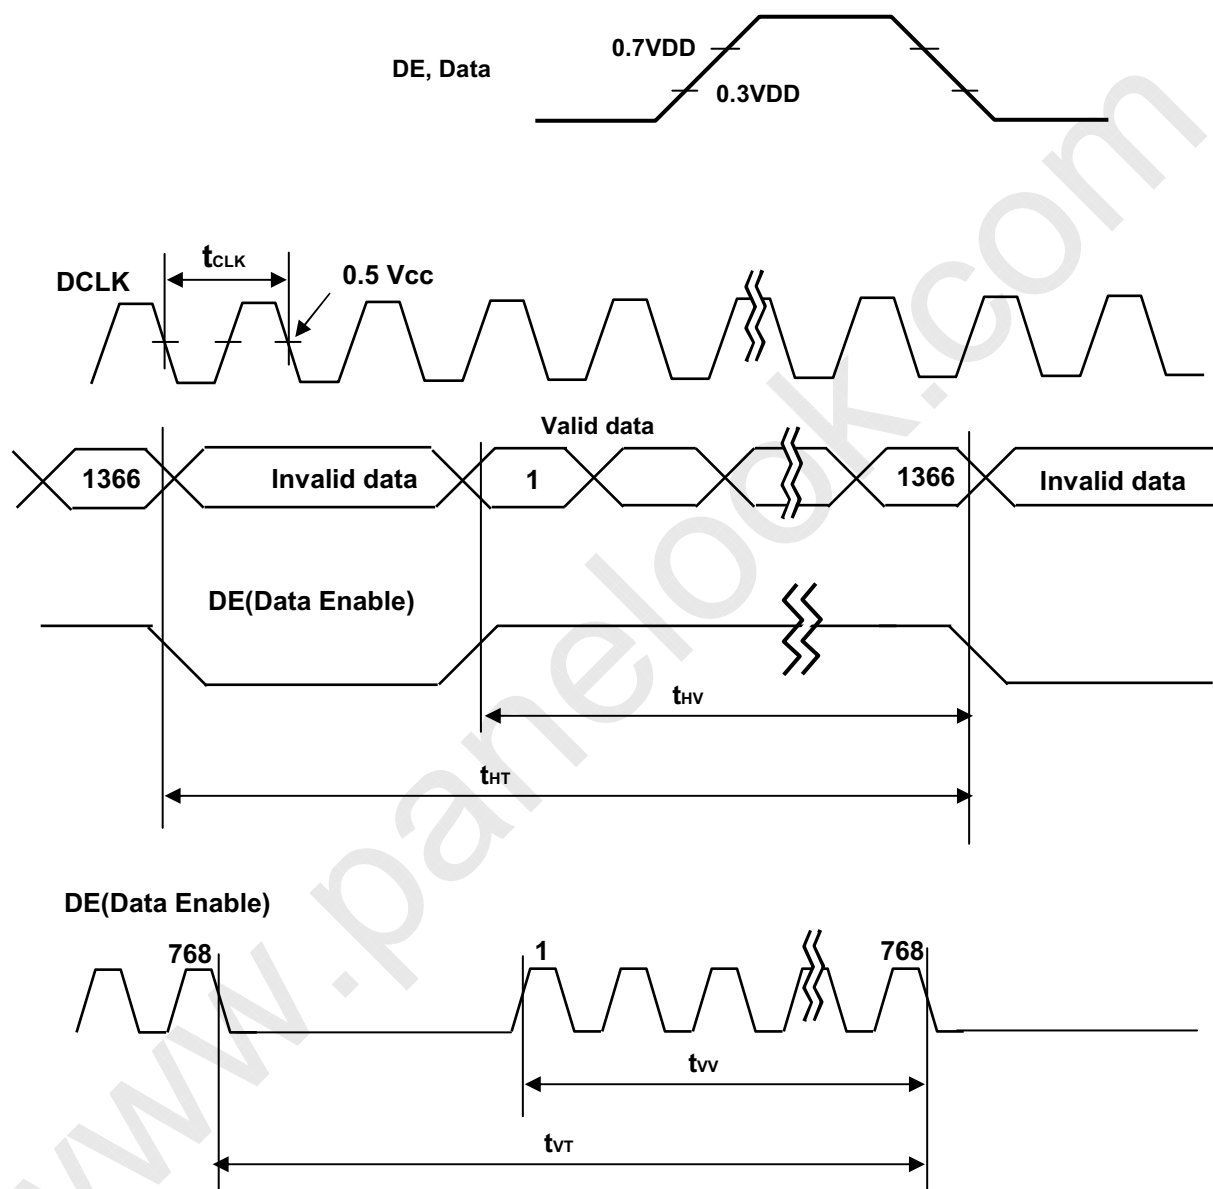 0.7VDD
DE, Data
0.3VDD
tCLK
DCLK
0.5 Vcc
Valid data
1366 Invalid data 1 1366 Invalid data
DE(Data Enable)
tHV
tHT
DE(Data Enable)
768 1 768
tVV
tVT
www.panelook.com